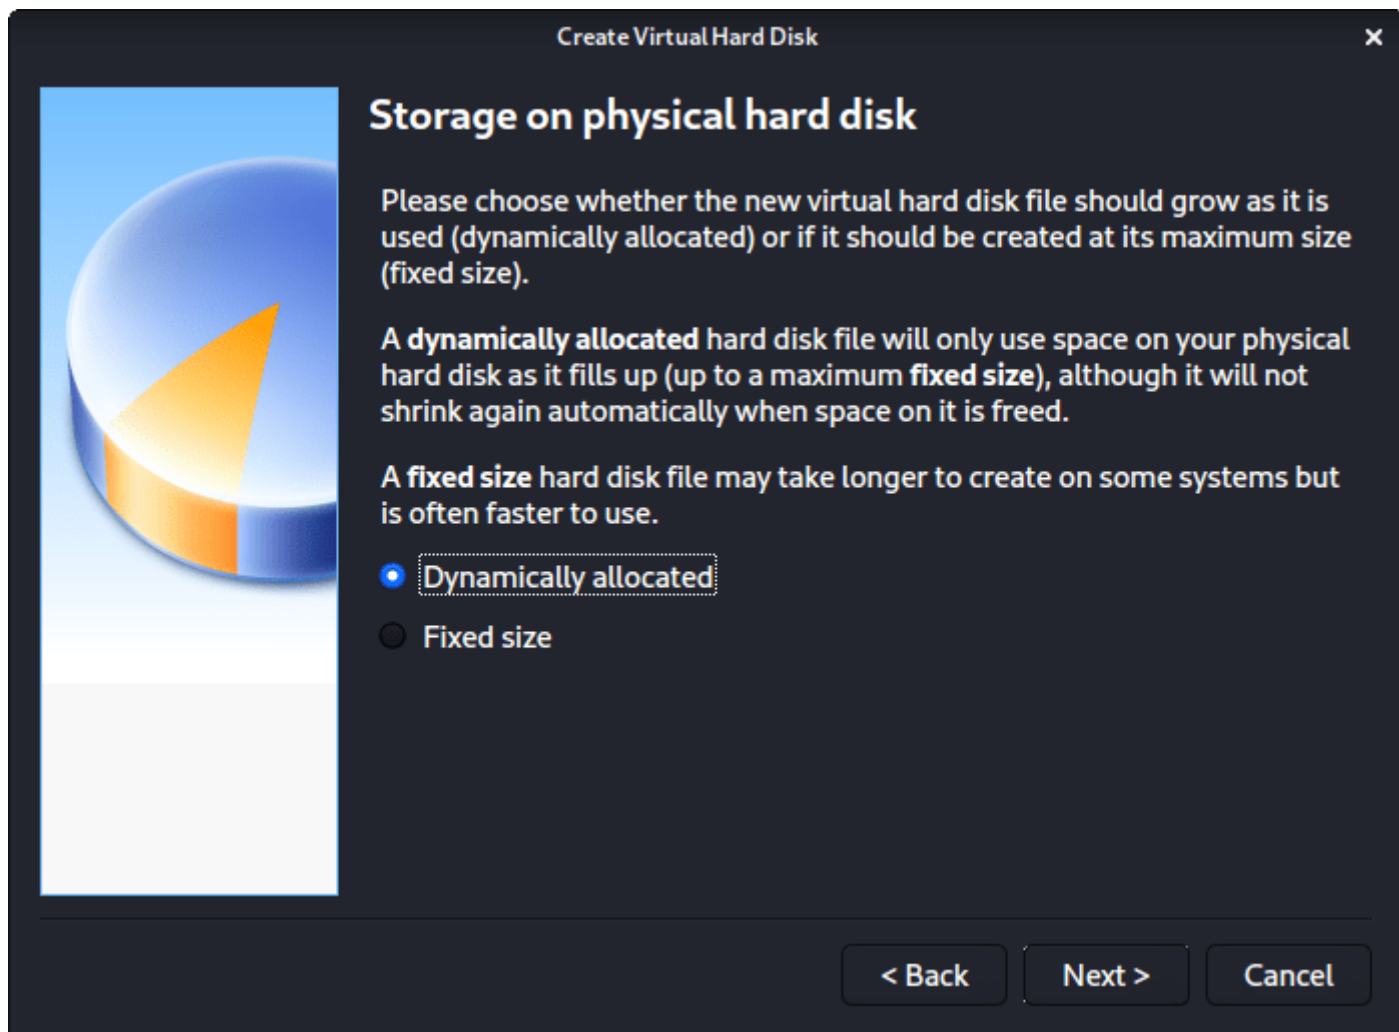 Create Virtual Hard Disk
Storage on physical hard disk
Please choose whether the new virtual hard disk file should grow as it is
used (dynamically allocated) or if it should be created at its maximum size
(fixed size).
A dynamically allocated hard disk file will only use space on your physical
hard disk as it fills up (up to a maximum fixed size), although it will not
shrink again automatically when space on it is freed.
A fixed size hard disk file may take longer to create on some systems but
is often faster to use.
Dynamically allocated
Fixed size
< Back Next > Cancel